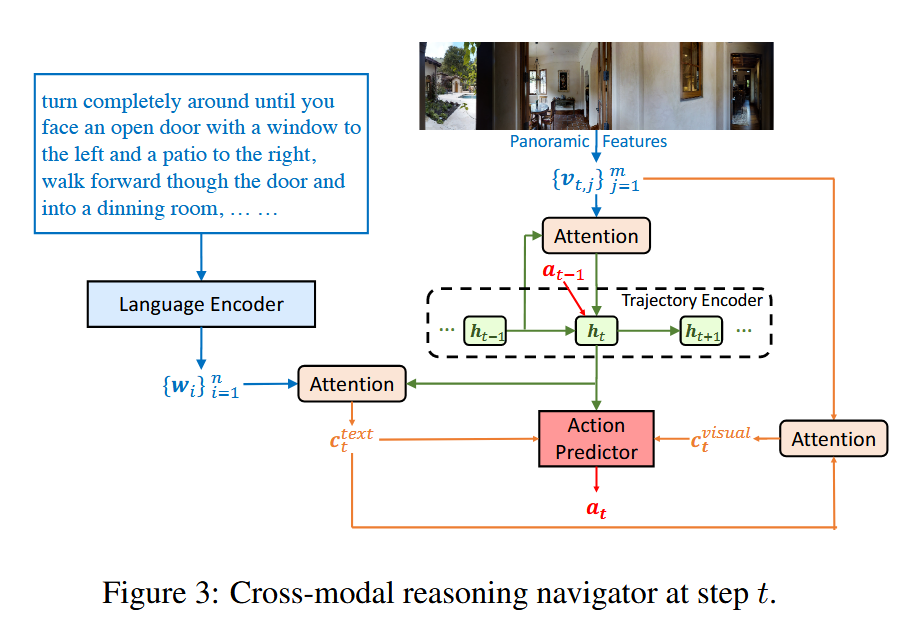 turn completely around until you
face an open door with a window to
the left and a patio to the right,
walk forward though the door and
into a dinning room, … …
Panoramic Features
{v_{t,j}}_{j=1}^{m}
Attention
a_{t−1}
Trajectory Encoder
Language Encoder
… h_{t−1} h_t h_{t+1} …
{w_i}_{i=1}^{n}
Attention
c_t^{text}
Action
Predictor
c_t^{visual}
Attention
a_t
Figure 3: Cross-modal reasoning navigator at step t.